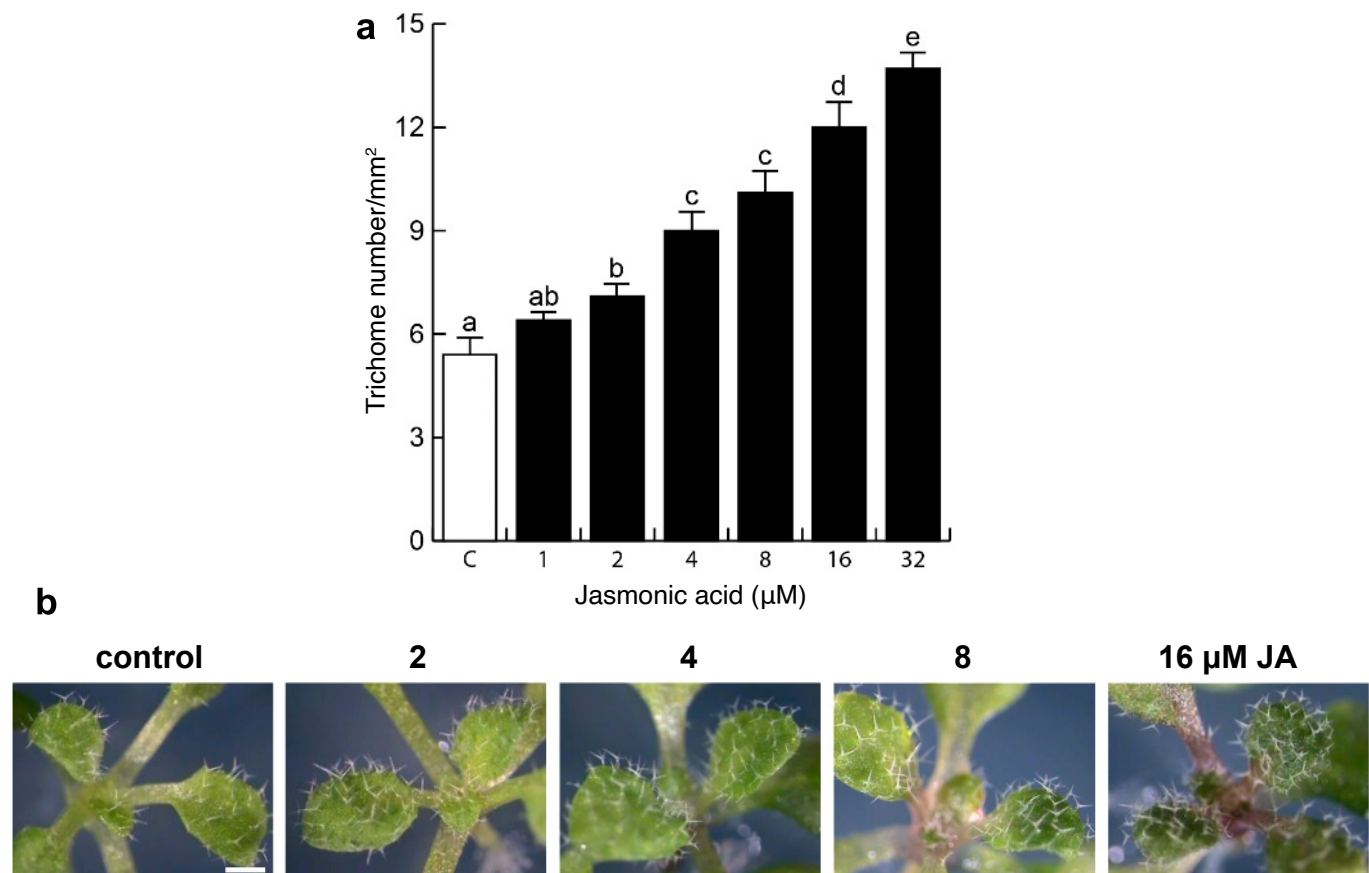 a
15
12
9
6
3
0
Trichome number/mm²
a
ab
b
c
c
d
e
C 1 2 4 8 16 32
Jasmonic acid (µM)
b
control 2 4 8 16 µM JA